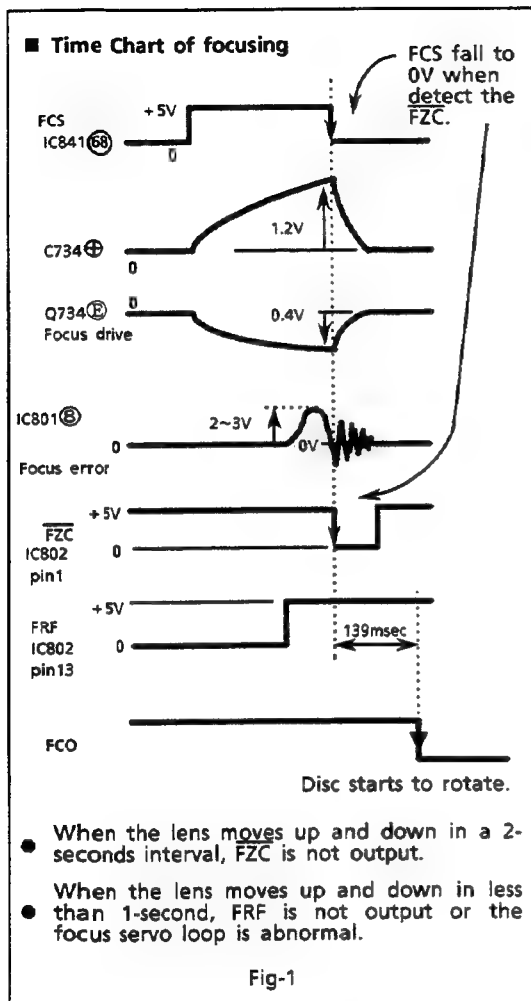 ■ Time Chart of focusing
FCS fall to
0V when
detect the
FZC.
+5V
FCS
IC841 68
0
1.2V
C734 ⊕
0
0
Q734 Ⓔ
0.4V
Focus drive
IC801 ⑧
2~3V
0
0V
Focus error
+5V
FZC
IC802
0
pin1
+5V
FRF
139msec
IC802
0
pin13
FCO
Disc starts to rotate.
● When the lens moves up and down in a 2-
seconds interval, FZC is not output.
● When the lens moves up and down in less
than 1-second, FRF is not output or the
focus servo loop is abnormal.
Fig-1